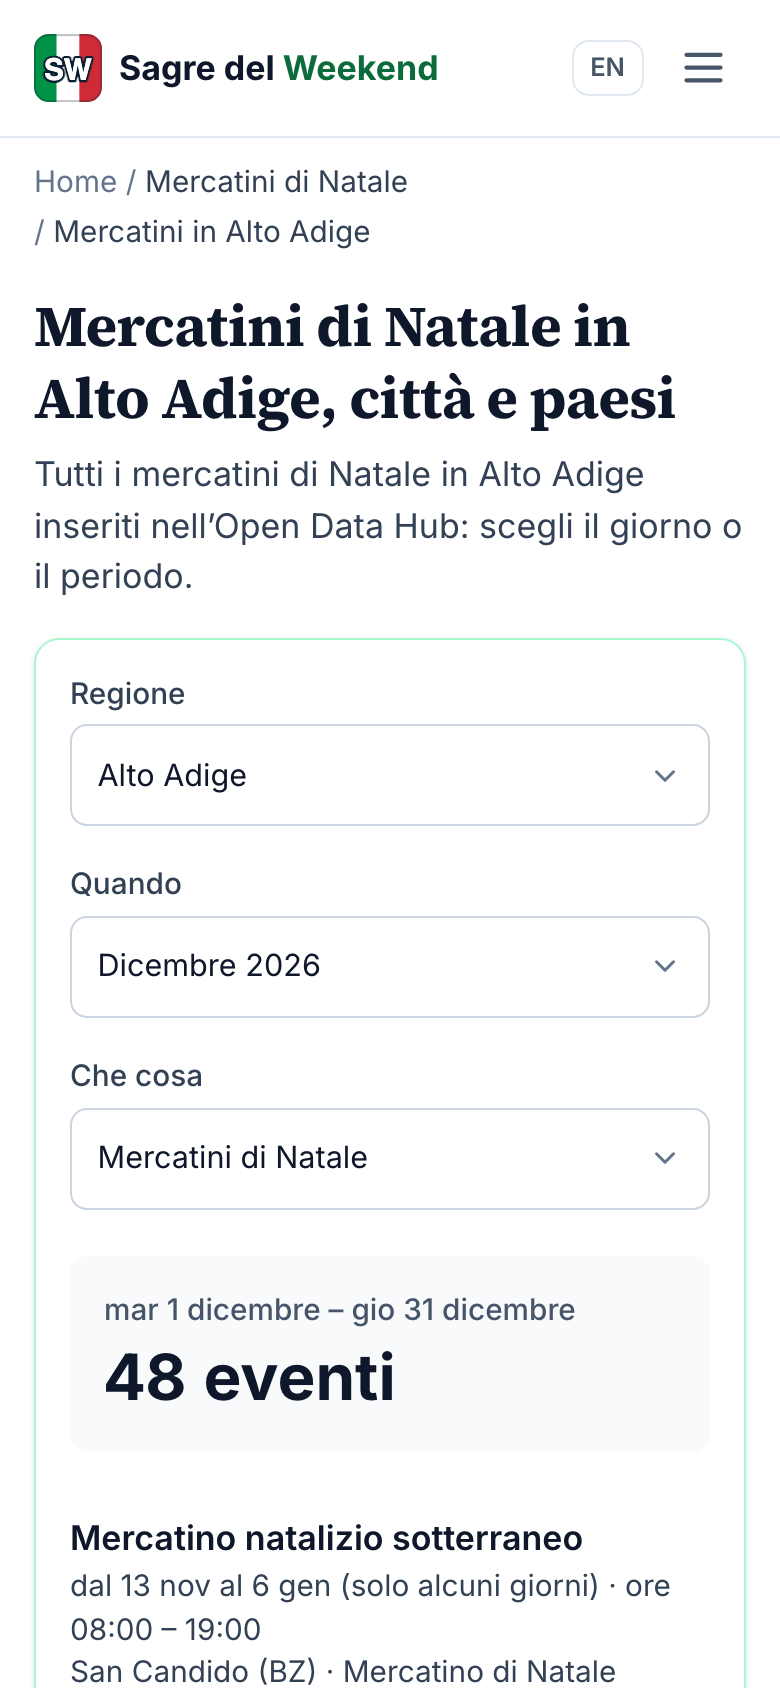 SW Sagre del Weekend EN
Home / Mercatini di Natale
/ Mercatini in Alto Adige
Mercatini di Natale in
Alto Adige, città e paesi
Tutti i mercatini di Natale in Alto Adige
inseriti nell’Open Data Hub: scegli il giorno o
il periodo.
Regione
Alto Adige
Quando
Dicembre 2026
Che cosa
Mercatini di Natale
mar 1 dicembre – gio 31 dicembre
48 eventi
Mercatino natalizio sotterraneo
dal 13 nov al 6 gen (solo alcuni giorni) · ore
08:00 – 19:00
San Candido (BZ) · Mercatino di Natale